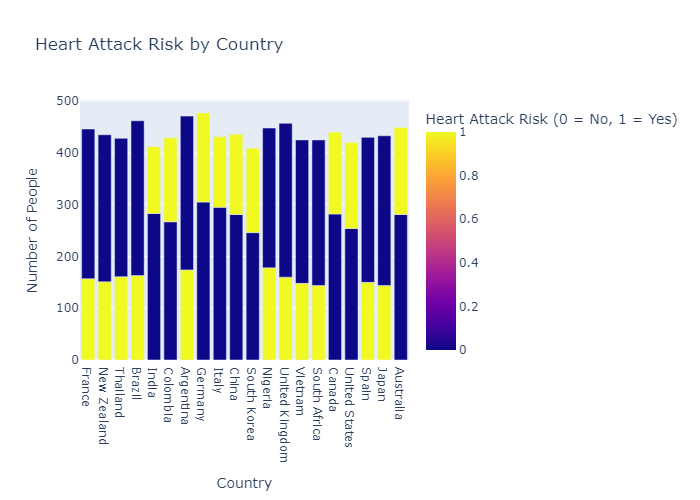 Heart Attack Risk by Country
Number of People
500
400
300
200
100
0
France
New Zealand
Thailand
Brazil
India
Colombia
Argentina
Germany
Italy
China
South Korea
Nigeria
United Kingdom
Vietnam
South Africa
Canada
United States
Spain
Japan
Australia
Country
Heart Attack Risk (0 = No, 1 = Yes)
1
0.8
0.6
0.4
0.2
0